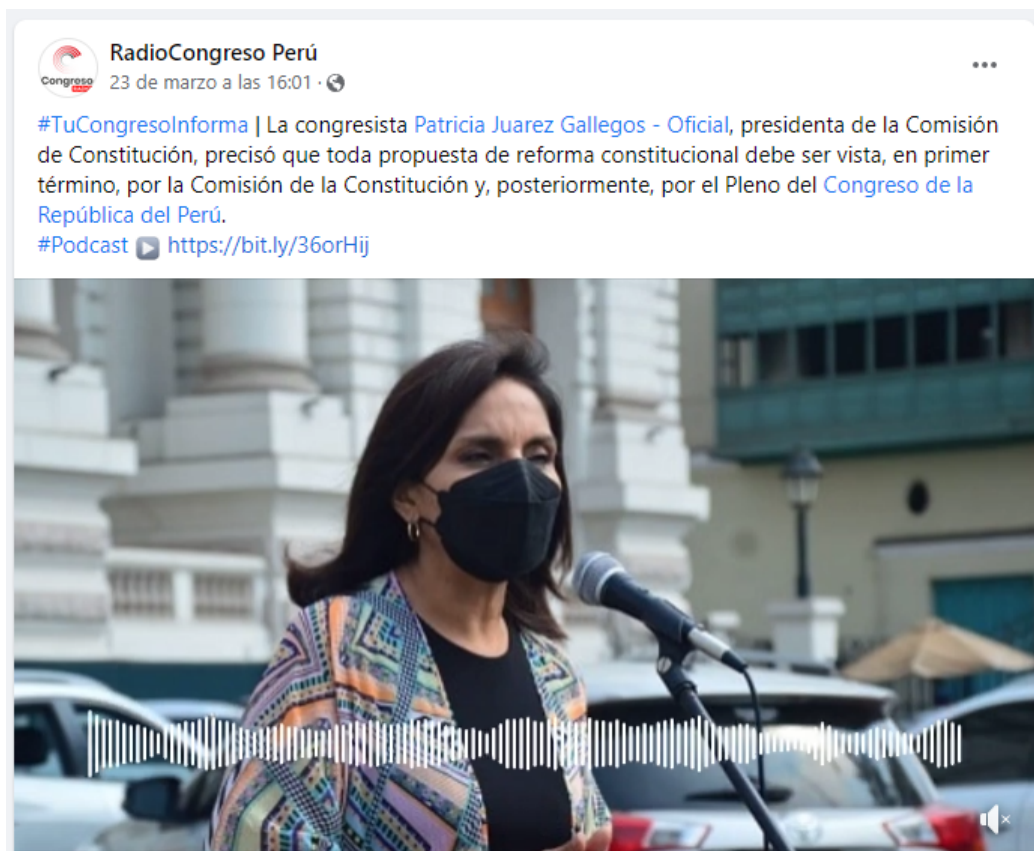 RadioCongreso Perú
Congreso
RADIO
23 de marzo a las 16:01 ·
#TuCongresoInforma | La congresista Patricia Juarez Gallegos - Oficial, presidenta de la Comisión
de Constitución, precisó que toda propuesta de reforma constitucional debe ser vista, en primer
término, por la Comisión de la Constitución y, posteriormente, por el Pleno del Congreso de la
República del Perú.
#Podcast ▶ https://bit.ly/36orHij